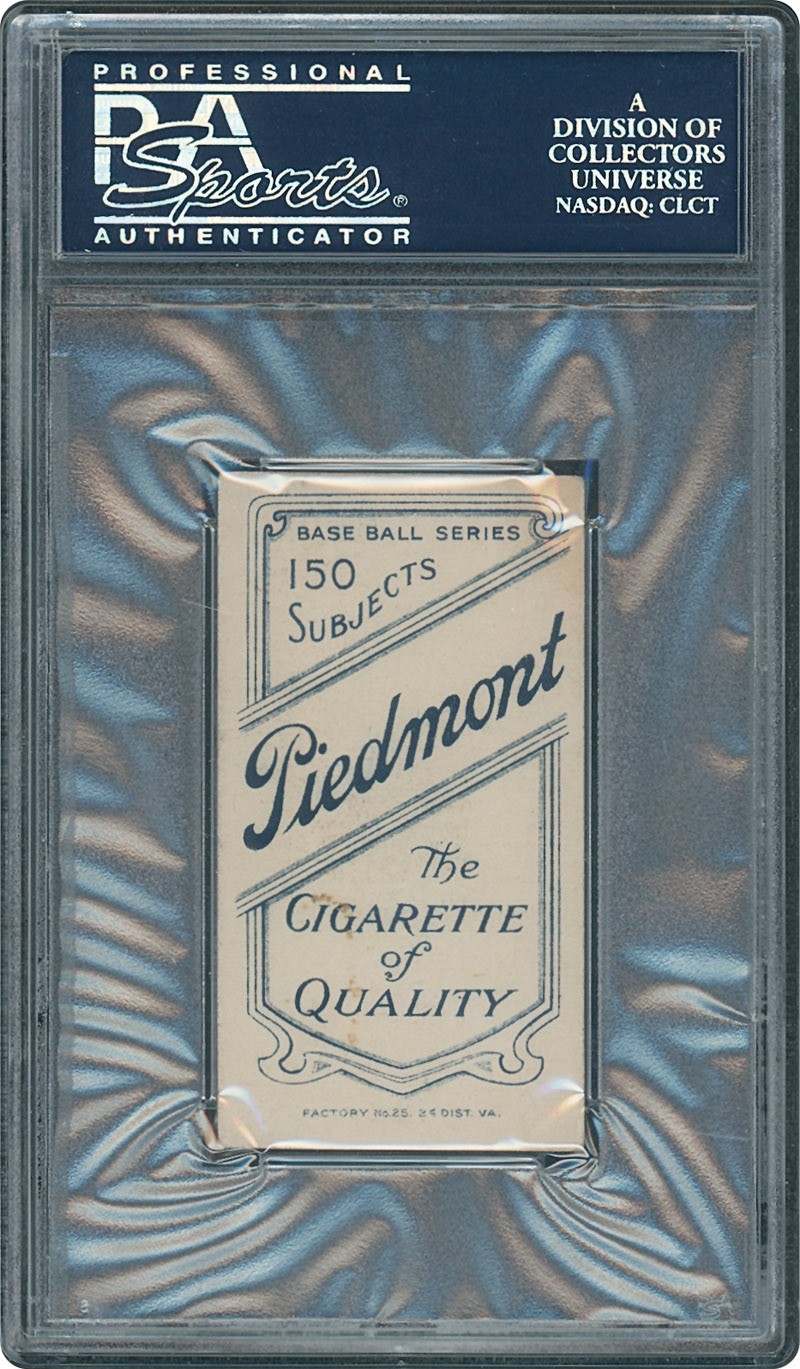 PROFESSIONAL
PSA
Sports®
AUTHENTICATOR
A
DIVISION OF
COLLECTORS
UNIVERSE
NASDAQ: CLCT
BASE BALL SERIES
150
SUBJECTS
Piedmont
The
CIGARETTE
of
QUALITY
FACTORY No. 25. 2d DIST. VA.